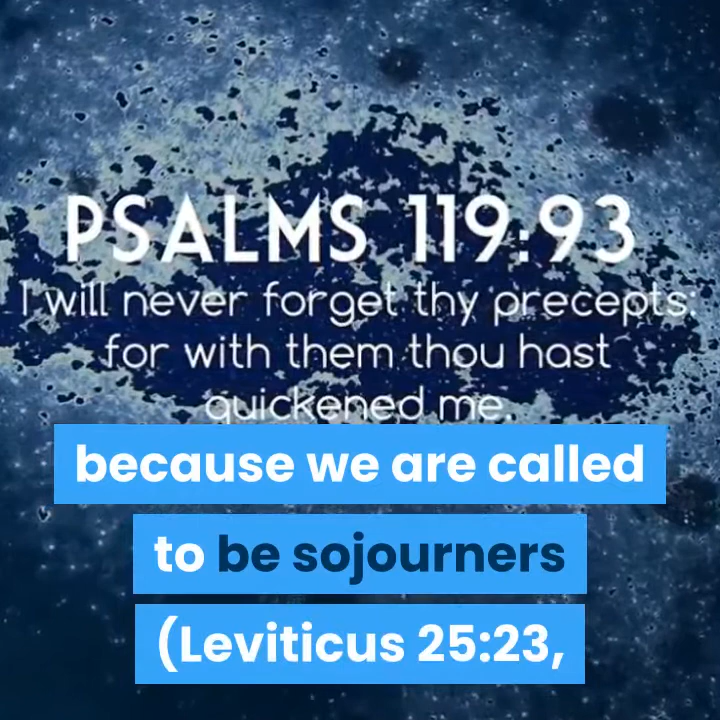 PSALMS 119:93
I will never forget thy precepts:
for with them thou hast
quickened me.
because we are called
to be sojourners
(Leviticus 25:23,